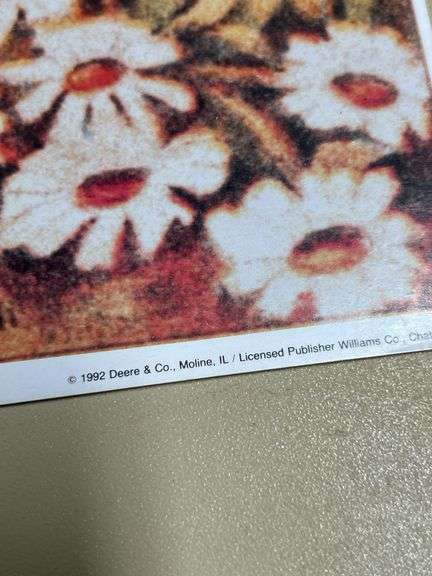 © 1992 Deere & Co., Moline, IL / Licensed Publisher Williams Co.,